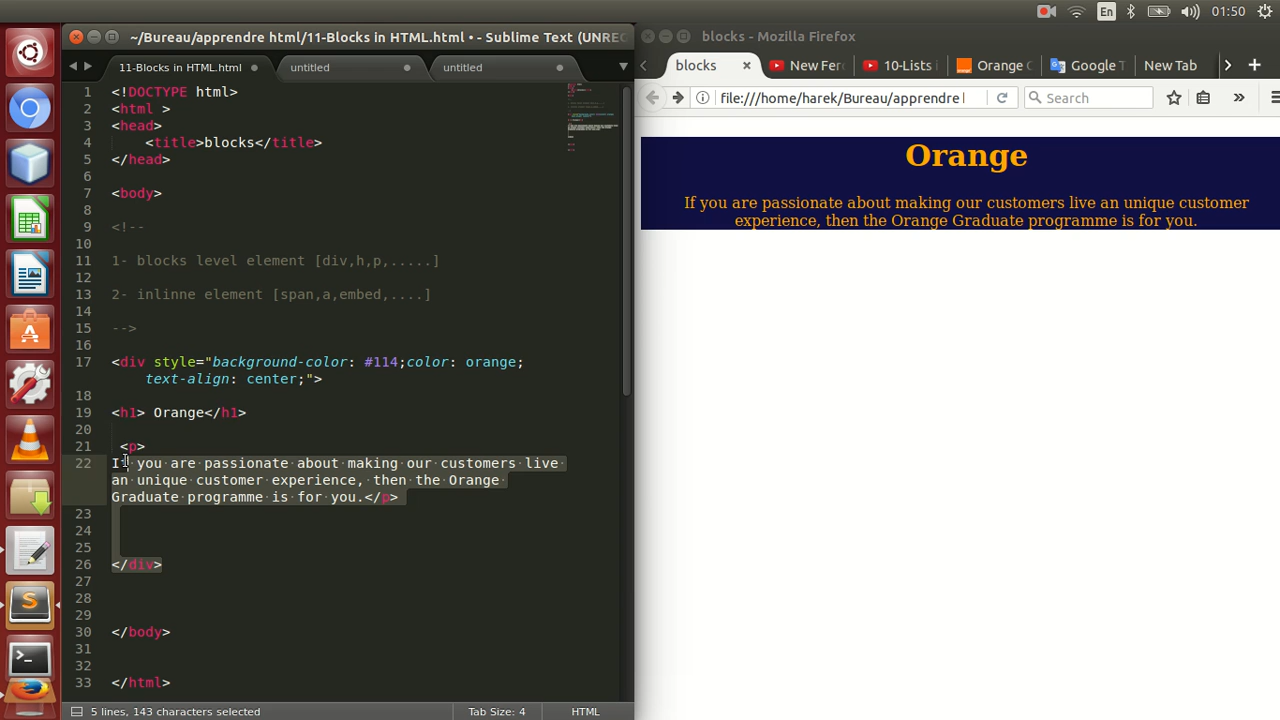 En
01:50
~/Bureau/apprendre html/11-Blocks in HTML.html • - Sublime Text (UNREC
11-Blocks in HTML.html
untitled
untitled
1 <!DOCTYPE html>
2 <html >
3 <head>
4 <title>blocks</title>
5 </head>
6
7 <body>
8
9 <!--
10
11 1- blocks level element [div,h,p,.....]
12
13 2- inlinne element [span,a,embed,....]
14
15 -->
16
17 <div style="background-color: #114;color: orange;
text-align: center;">
18
19 <h1> Orange</h1>
20
21 <p>
22 If you are passionate about making our customers live
an unique customer experience, then the Orange
Graduate programme is for you.</p>
23
24
25
26 </div>
27
28
29
30 </body>
31
32
33 </html>
5 lines, 143 characters selected
Tab Size: 4
HTML
blocks - Mozilla Firefox
blocks
New Fer
10-Lists i
Orange C
Google T
New Tab
file:///home/harek/Bureau/apprendre
Search
Orange
If you are passionate about making our customers live an unique customer
experience, then the Orange Graduate programme is for you.